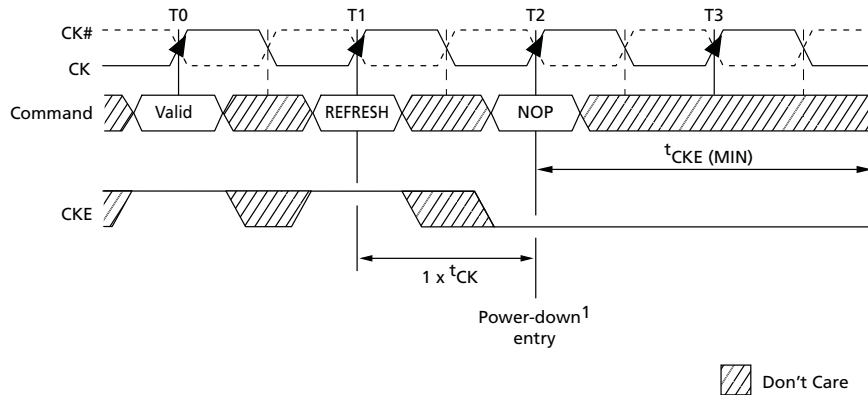 T0 T1 T2 T3
CK#
CK
Command Valid REFRESH NOP
tCKE (MIN)
CKE
1 x tCK
Power-down1
entry
Don't Care